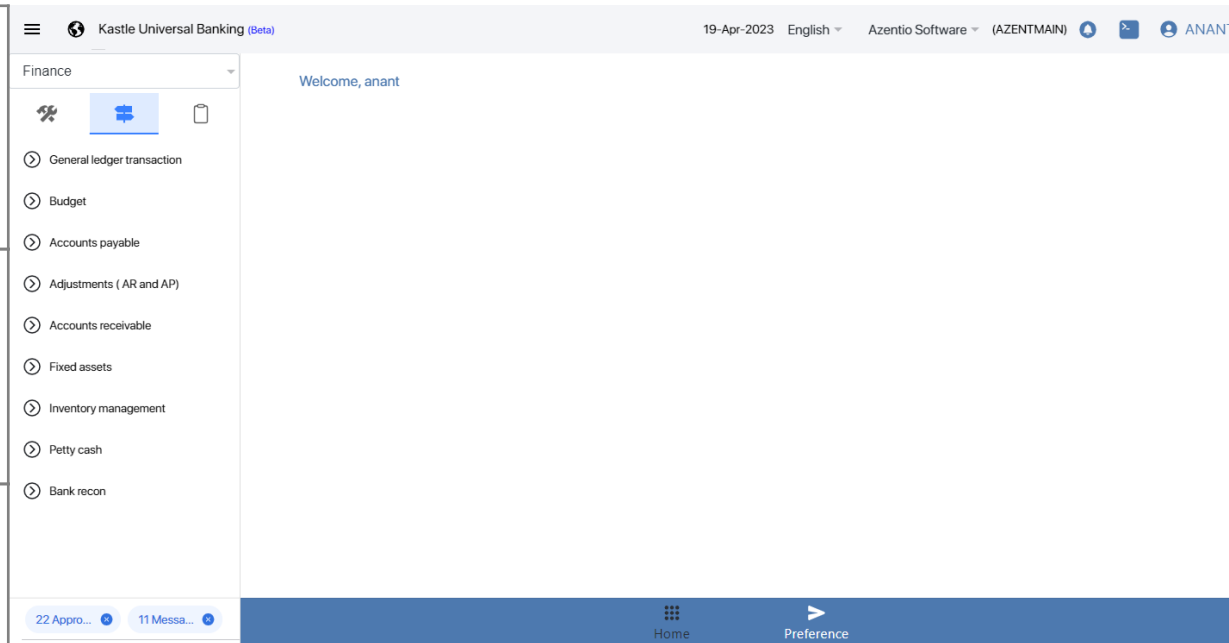 Kastle Universal Banking (Beta)
19-Apr-2023 English Azentio Software (AZENTMAIN) ANANT
Finance
Welcome, anant
General ledger transaction
Budget
Accounts payable
Adjustments ( AR and AP)
Accounts receivable
Fixed assets
Inventory management
Petty cash
Bank recon
22 Appro... 11 Messa...
Home Preference